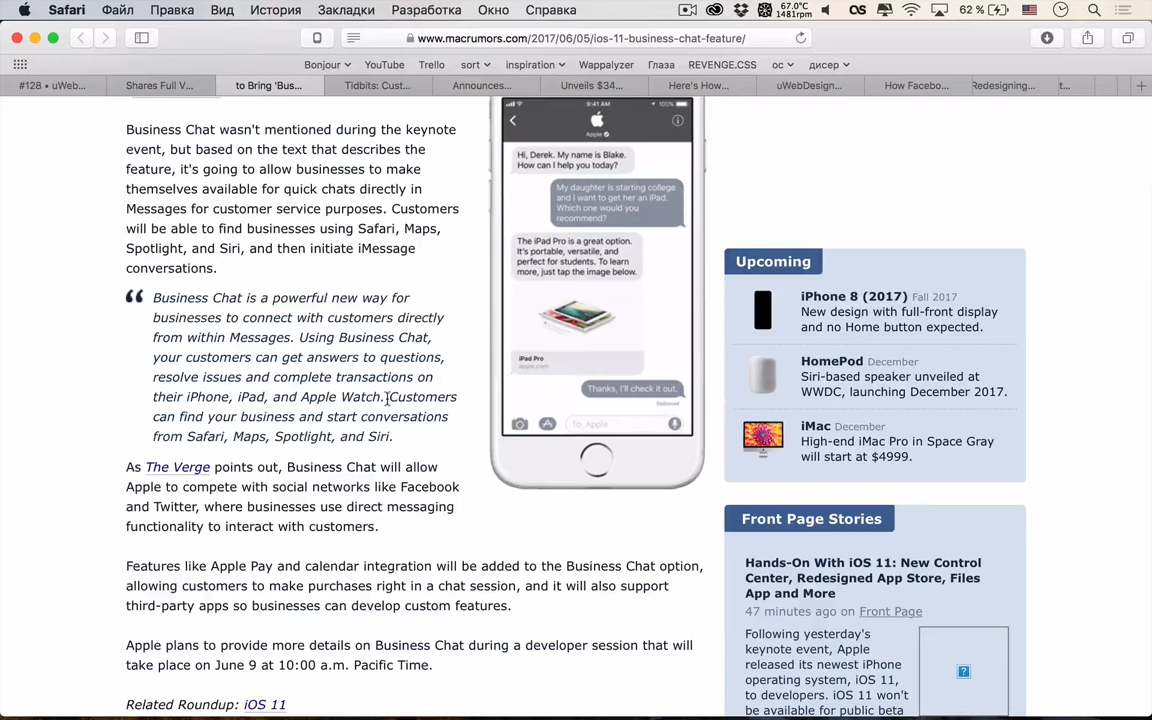 Safari Файл Правка Вид История Закладки Разработка Окно Справка 67.0°C 1481rpm 62 %
www.macrumors.com/2017/06/05/ios-11-business-chat-feature/
Bonjour YouTube Trello sort inspiration Wappalyzer Глаза REVENGE.CSS ос дисер
#128 • uWeb... Shares Full V... to Bring 'Bus... Tidbits: Cust... Announces... Unveils $34... Here's How... uWebDesign... How Facebo... Redesigning... t...
Business Chat wasn't mentioned during the keynote
event, but based on the text that describes the
feature, it's going to allow businesses to make
themselves available for quick chats directly in
Messages for customer service purposes. Customers
will be able to find businesses using Safari, Maps,
Spotlight, and Siri, and then initiate iMessage
conversations.
“ Business Chat is a powerful new way for
businesses to connect with customers directly
from within Messages. Using Business Chat,
your customers can get answers to questions,
resolve issues and complete transactions on
their iPhone, iPad, and Apple Watch. Customers
can find your business and start conversations
from Safari, Maps, Spotlight, and Siri.
As The Verge points out, Business Chat will allow
Apple to compete with social networks like Facebook
and Twitter, where businesses use direct messaging
functionality to interact with customers.
Features like Apple Pay and calendar integration will be added to the Business Chat option,
allowing customers to make purchases right in a chat session, and it will also support
third-party apps so businesses can develop custom features.
Apple plans to provide more details on Business Chat during a developer session that will
take place on June 9 at 10:00 a.m. Pacific Time.
Related Roundup: iOS 11
9:41 AM
Apple
Hi, Derek. My name is Blake.
How can I help you today?
My daughter is starting college
and I want to get her an iPad.
Which one would you
recommend?
The iPad Pro is a great option.
It's portable, versatile, and
perfect for students. To learn
more, just tap the image below.
iPad Pro
apple.com
Thanks, I'll check it out.
Delivered
To: Apple
Upcoming
iPhone 8 (2017) Fall 2017
New design with full-front display
and no Home button expected.
HomePod December
Siri-based speaker unveiled at
WWDC, launching December 2017.
iMac December
High-end iMac Pro in Space Gray
will start at $4999.
Front Page Stories
Hands-On With iOS 11: New Control
Center, Redesigned App Store, Files
App and More
47 minutes ago on Front Page
Following yesterday's
keynote event, Apple
released its newest iPhone
operating system, iOS 11,
to developers. iOS 11 won't
be available for public beta